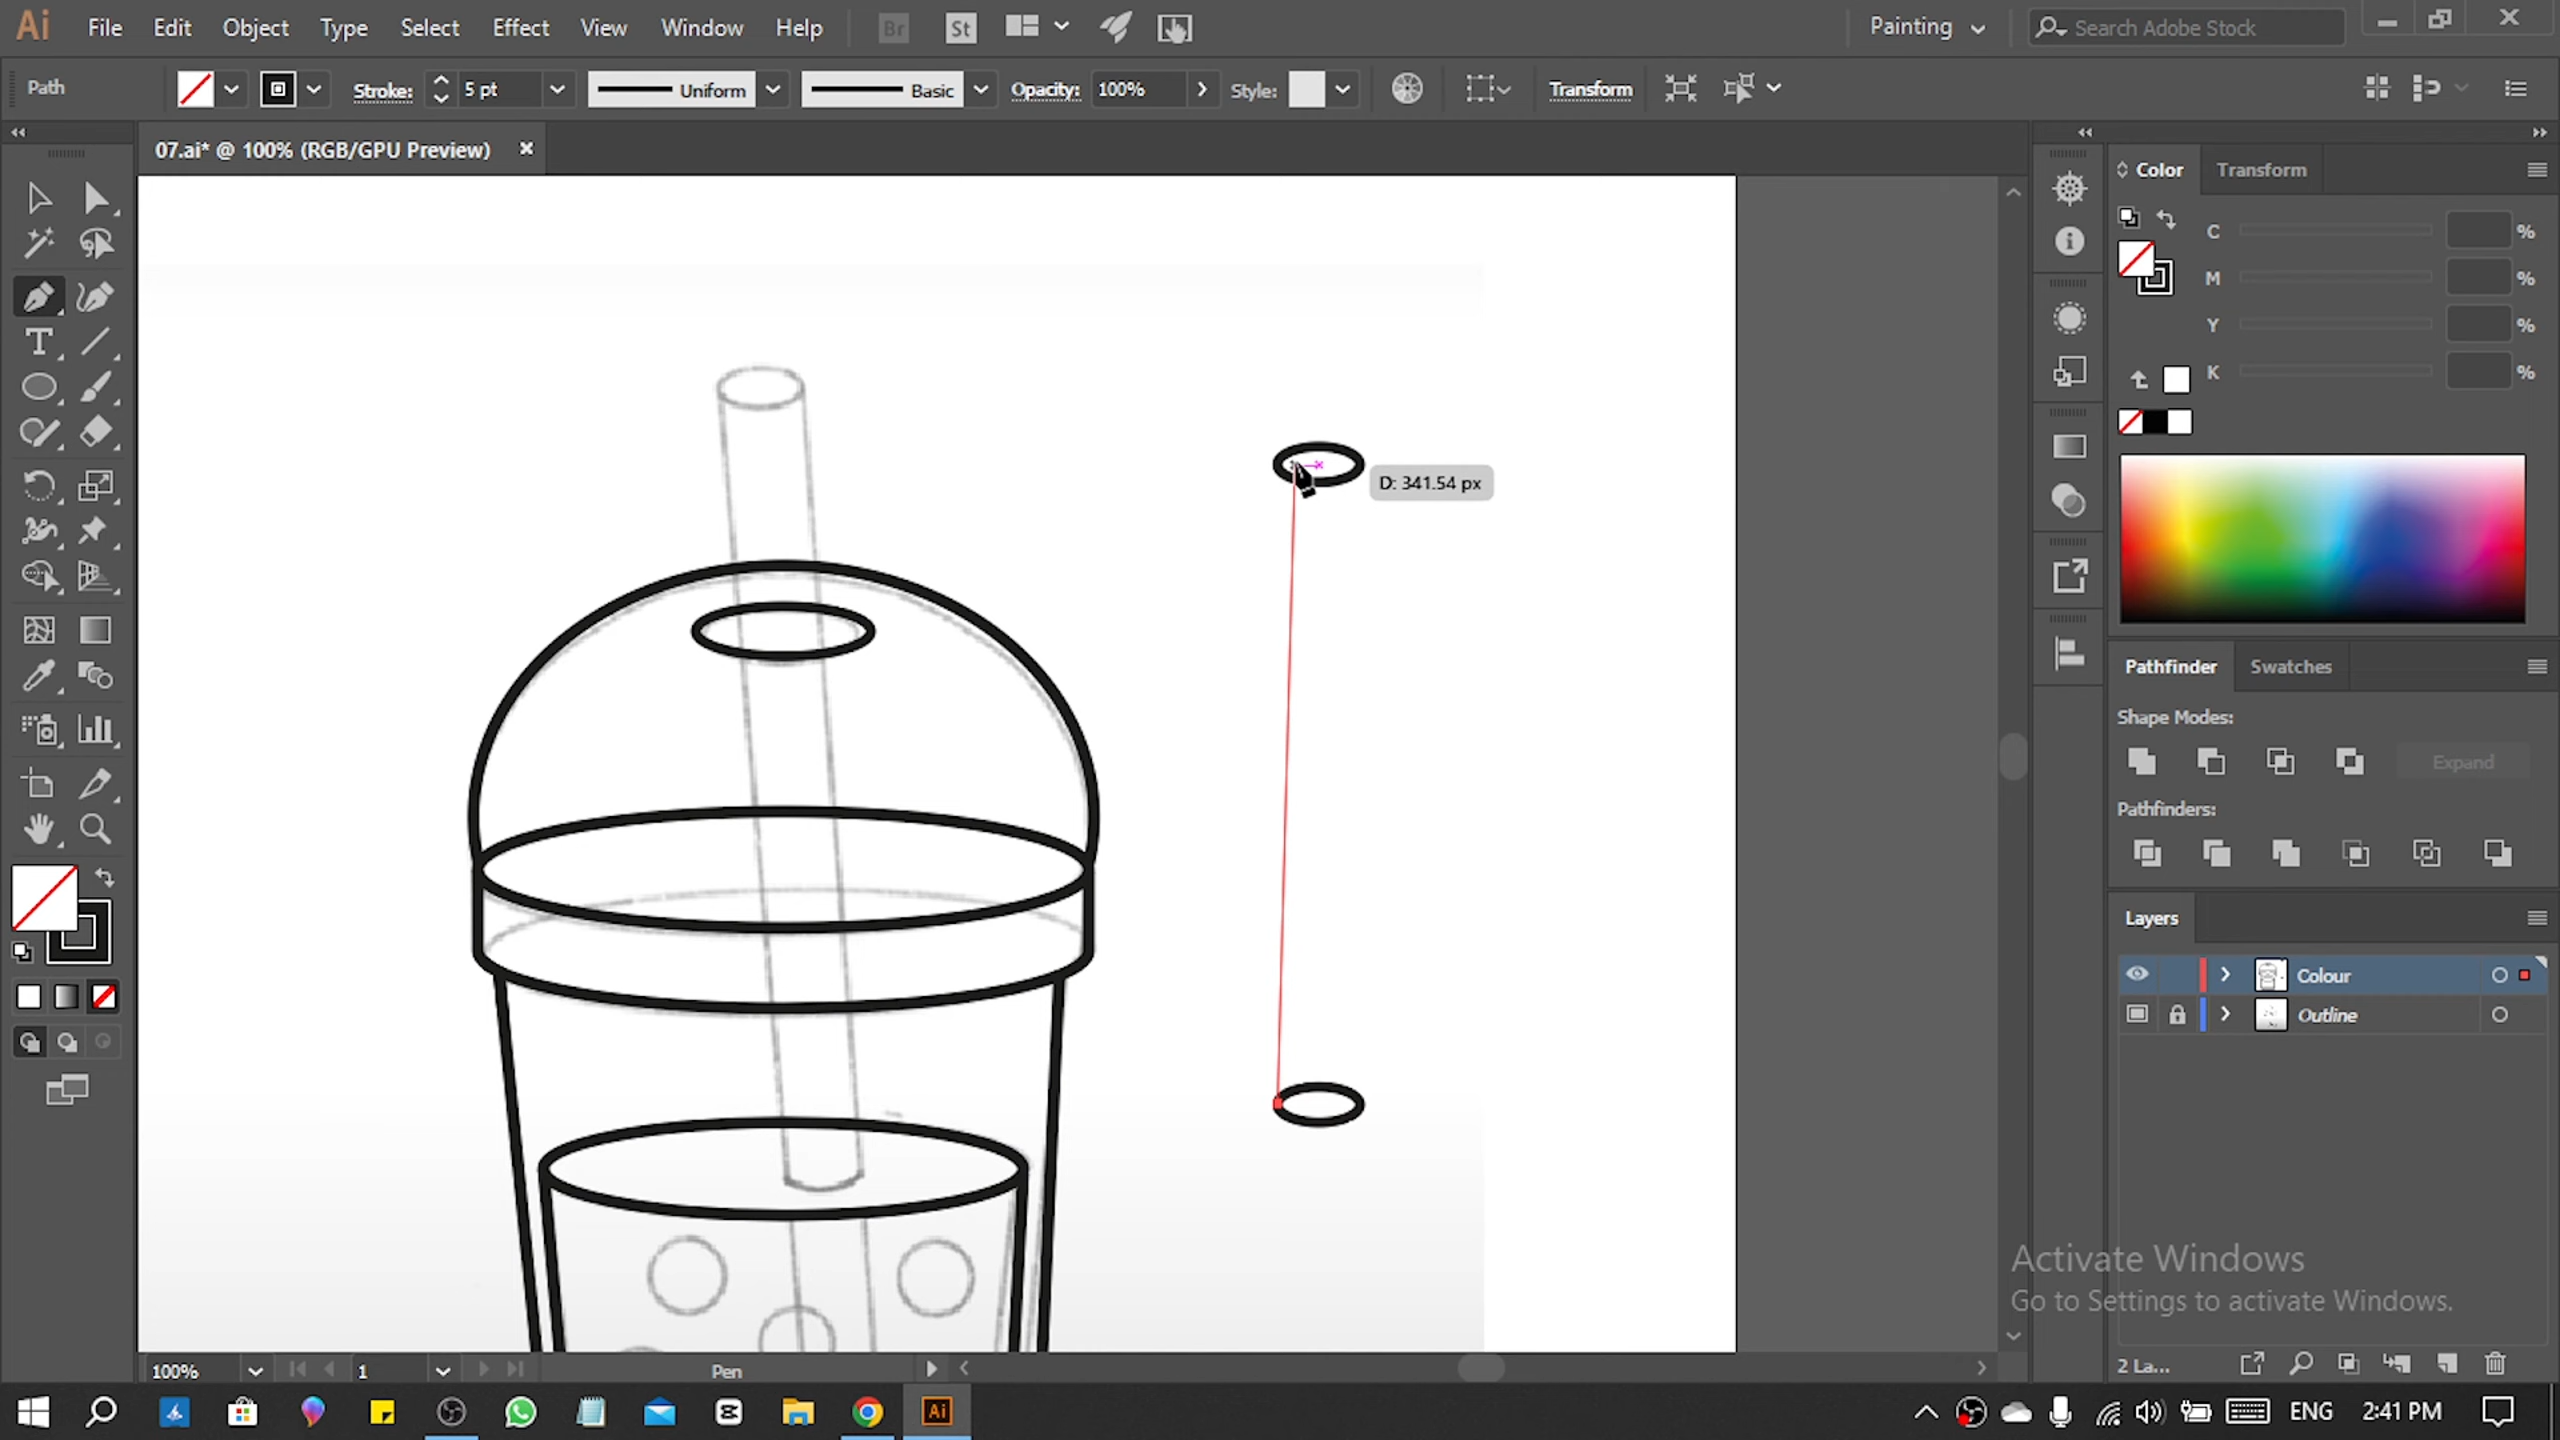 Ai File Edit Object Type Select Effect View Window Help Br St Painting Search Adobe Stock
Path Stroke: 5 pt Uniform Basic Opacity: 100% Style: Transform
07.ai* @ 100% (RGB/GPU Preview)
Color Transform
C %
M %
Y %
K %
D: 341.54 px
Pathfinder Swatches
Shape Modes:
Expand
Pathfinders:
Layers
Colour
Outline
Activate Windows
Go to Settings to activate Windows.
100% 1 Pen 2 La...
Ai ENG 2:41 PM